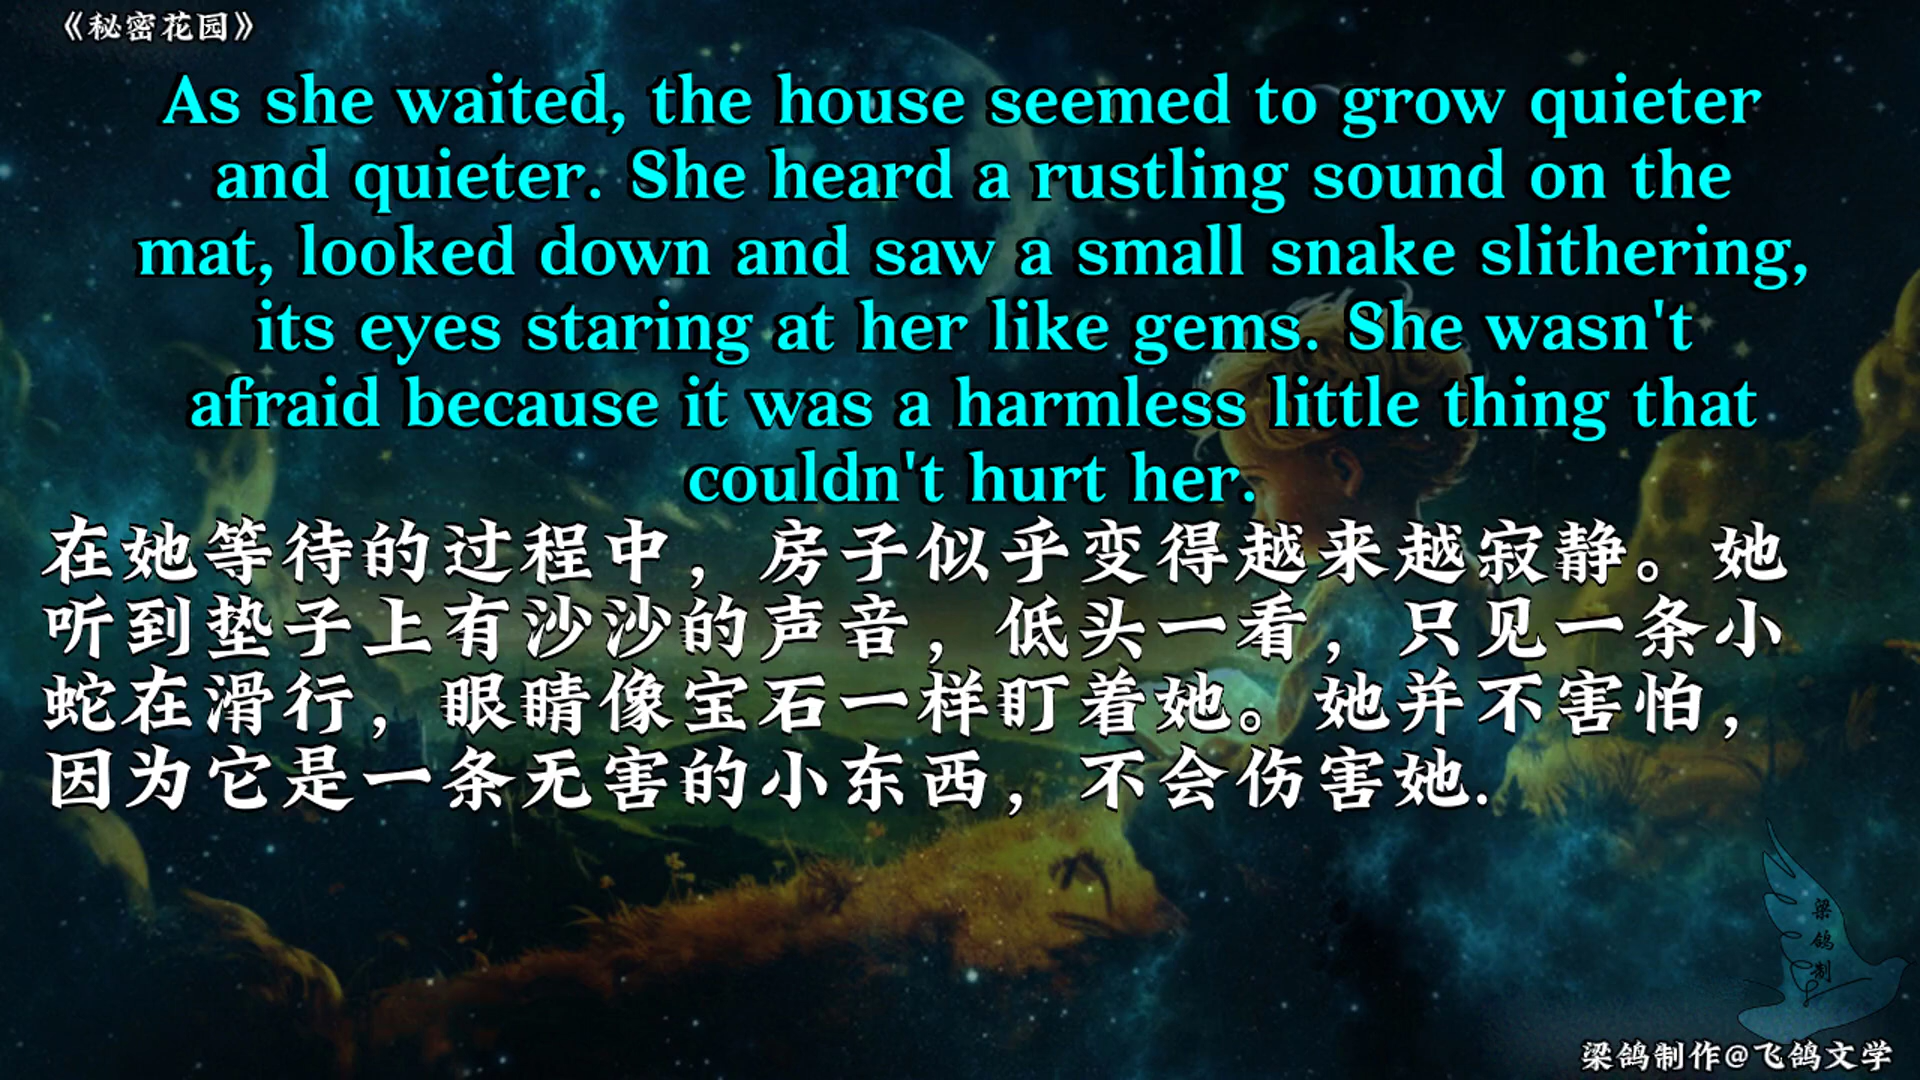 《秘密花园》
As she waited, the house seemed to grow quieter
and quieter. She heard a rustling sound on the
mat, looked down and saw a small snake slithering,
its eyes staring at her like gems. She wasn't
afraid because it was a harmless little thing that
couldn't hurt her.
在她等待的过程中，房子似乎变得越来越寂静。她
听到垫子上有沙沙的声音，低头一看，只见一条小
蛇在滑行，眼睛像宝石一样盯着她。她并不害怕，
因为它是一条无害的小东西，不会伤害她.
梁鸽制
梁鸽制作@飞鸽文学